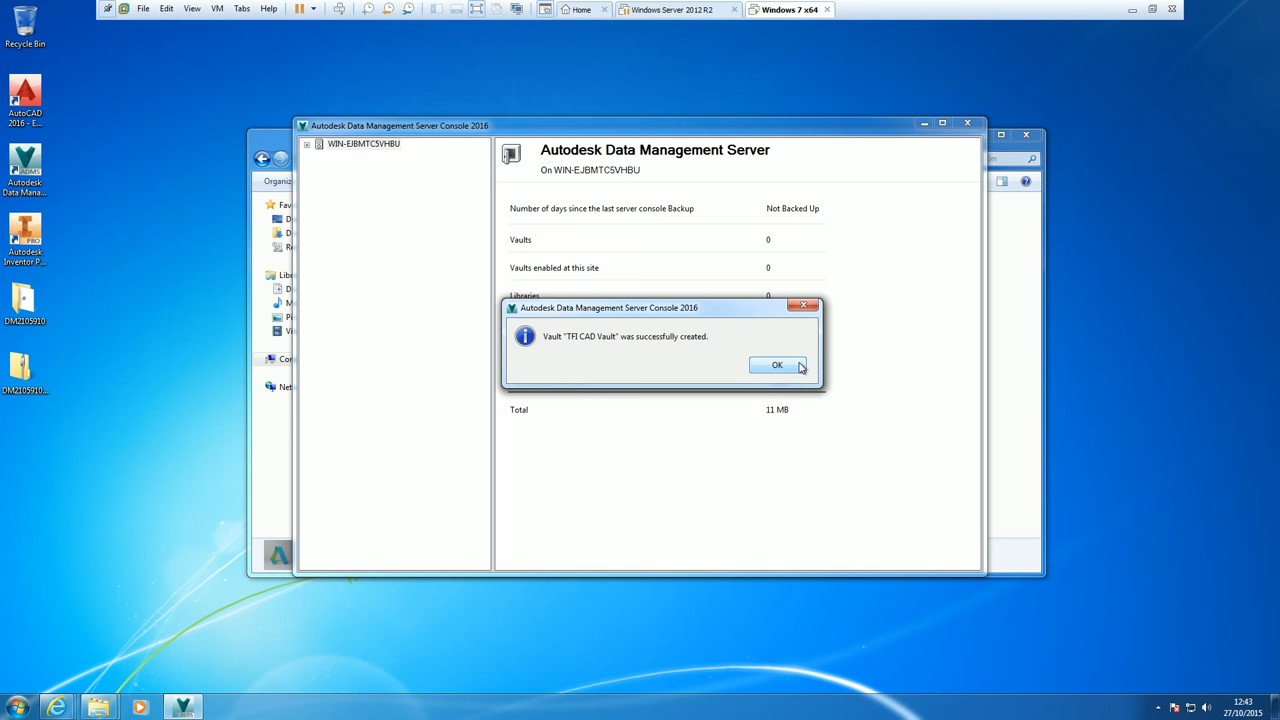 File Edit View VM Tabs Help
Home
Windows Server 2012 R2
Windows 7 x64
Recycle Bin
AutoCAD
2016 - E...
Autodesk
Data Mana...
Autodesk
Inventor P...
DM2105910
DM2105910...
Organiz
Fav
D
D
Re
Libr
D
M
Pi
Vi
Con
Net
Autodesk Data Management Server Console 2016
WIN-EJBMTC5VHBU
Autodesk Data Management Server
On WIN-EJBMTC5VHBU
Number of days since the last server console Backup Not Backed Up
Vaults 0
Vaults enabled at this site 0
Libraries 0
Autodesk Data Management Server Console 2016
Vault "TFI CAD Vault" was successfully created.
OK
Total 11 MB
12:43
27/10/2015